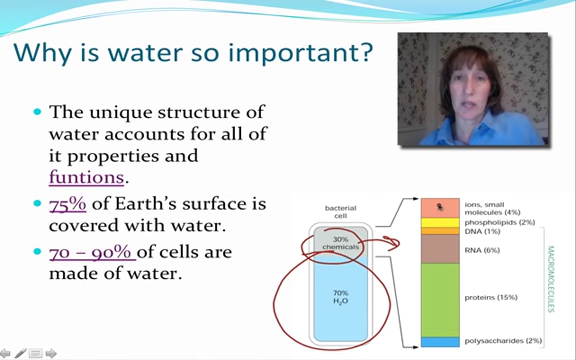 Why is water so important?
The unique structure of
water accounts for all of
it properties and
funtions.
75% of Earth's surface is
covered with water.
70 – 90% of cells are
made of water.
bacterial
cell
30%
chemicals
70%
H₂O
ions, small
molecules (4%)
phospholipids (2%)
DNA (1%)
RNA (6%)
proteins (15%)
polysaccharides (2%)
MACROMOLECULES